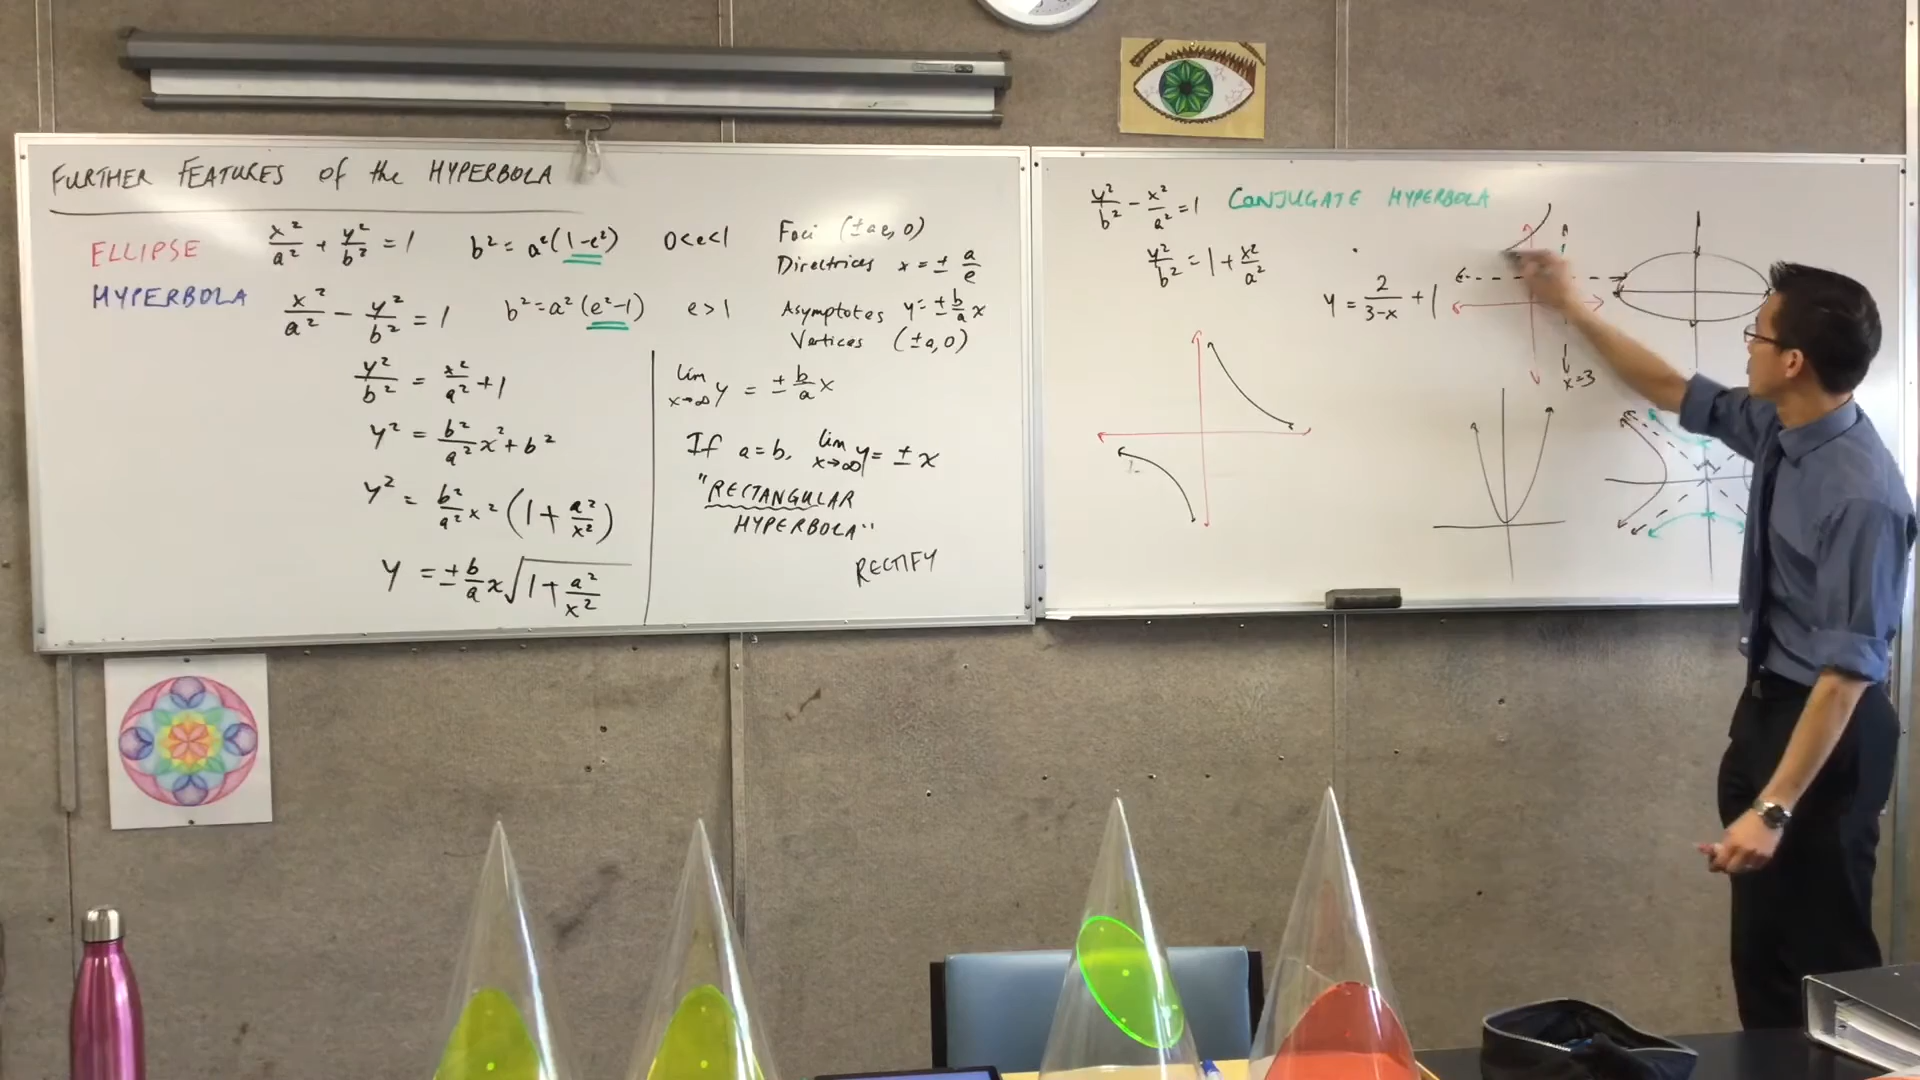 FURTHER FEATURES of the HYPERBOLA
ELLIPSE x²/a² + y²/b² = 1 b² = a²(1-e²) 0<e<1
HYPERBOLA x²/a² - y²/b² = 1 b² = a²(e²-1) e>1
y²/b² = x²/a² + 1
y² = b²/a² x² + b²
y² = b²/a² x² (1 + a²/x²)
y = ± b/a x √(1 + a²/x²)
Foci (±ae, 0)
Directrices x = ± a/e
Asymptotes y = ± b/a x
Vertices (±a, 0)
lim x→∞ y = ± b/a x
If a=b, lim x→∞ y = ± x
"RECTANGULAR
HYPERBOLA"
RECTIFY
y²/b² - x²/a² = 1 CONJUGATE HYPERBOLA
y²/b² = 1 + x²/a²
y = 2/(3-x) + 1
x=3